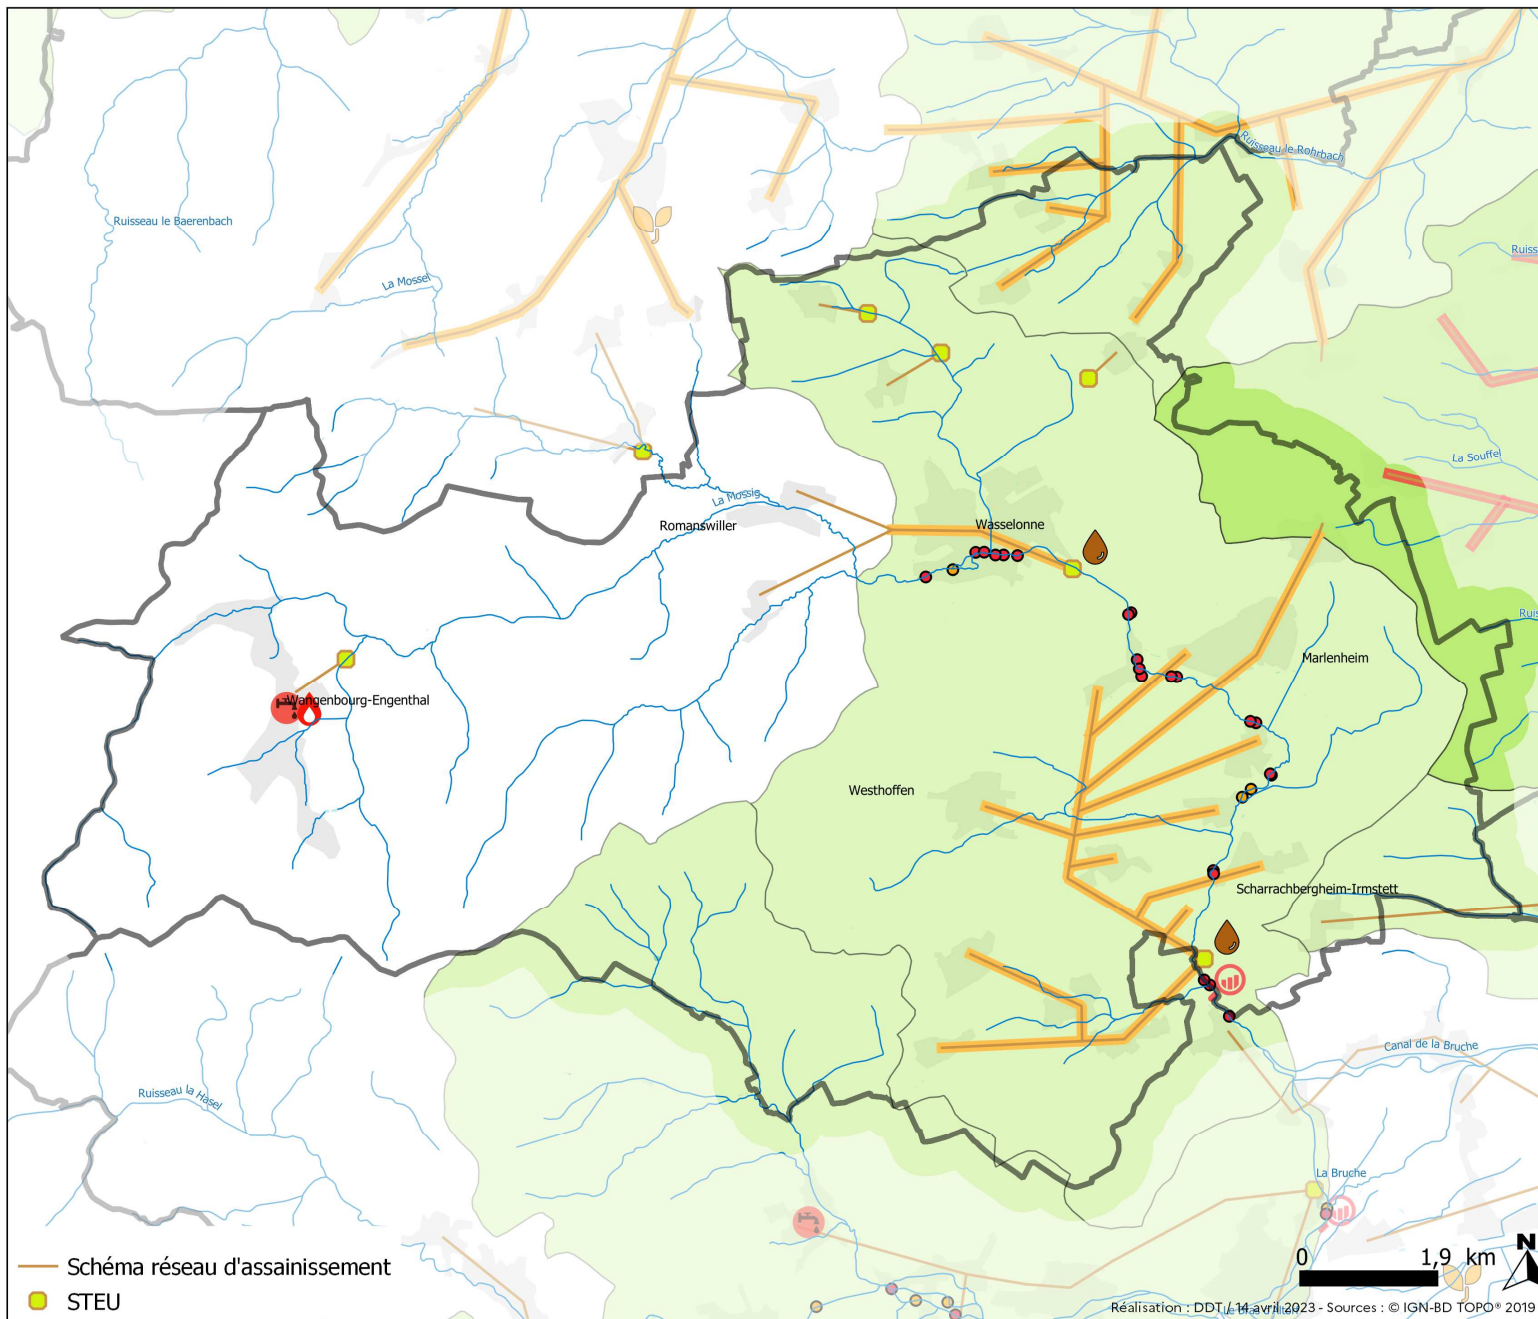 Ruisseau le Rohrbach
Ruisseau le Baerenbach
Ruiss
La Mossel
La Souffel
La Mossig
Romanswiller
Wasselonne
Ruis
Marlenheim
Wangenbourg-Engenthal
Westhoffen
Scharrachbergheim-Irmstett
Canal de la Bruche
Ruisseau la Hasel
La Bruche
N
0 1,9 km
Schéma réseau d'assainissement
STEU
Réalisation : DDT / 14 avril 2023 - Sources : © IGN-BD TOPO® 2019